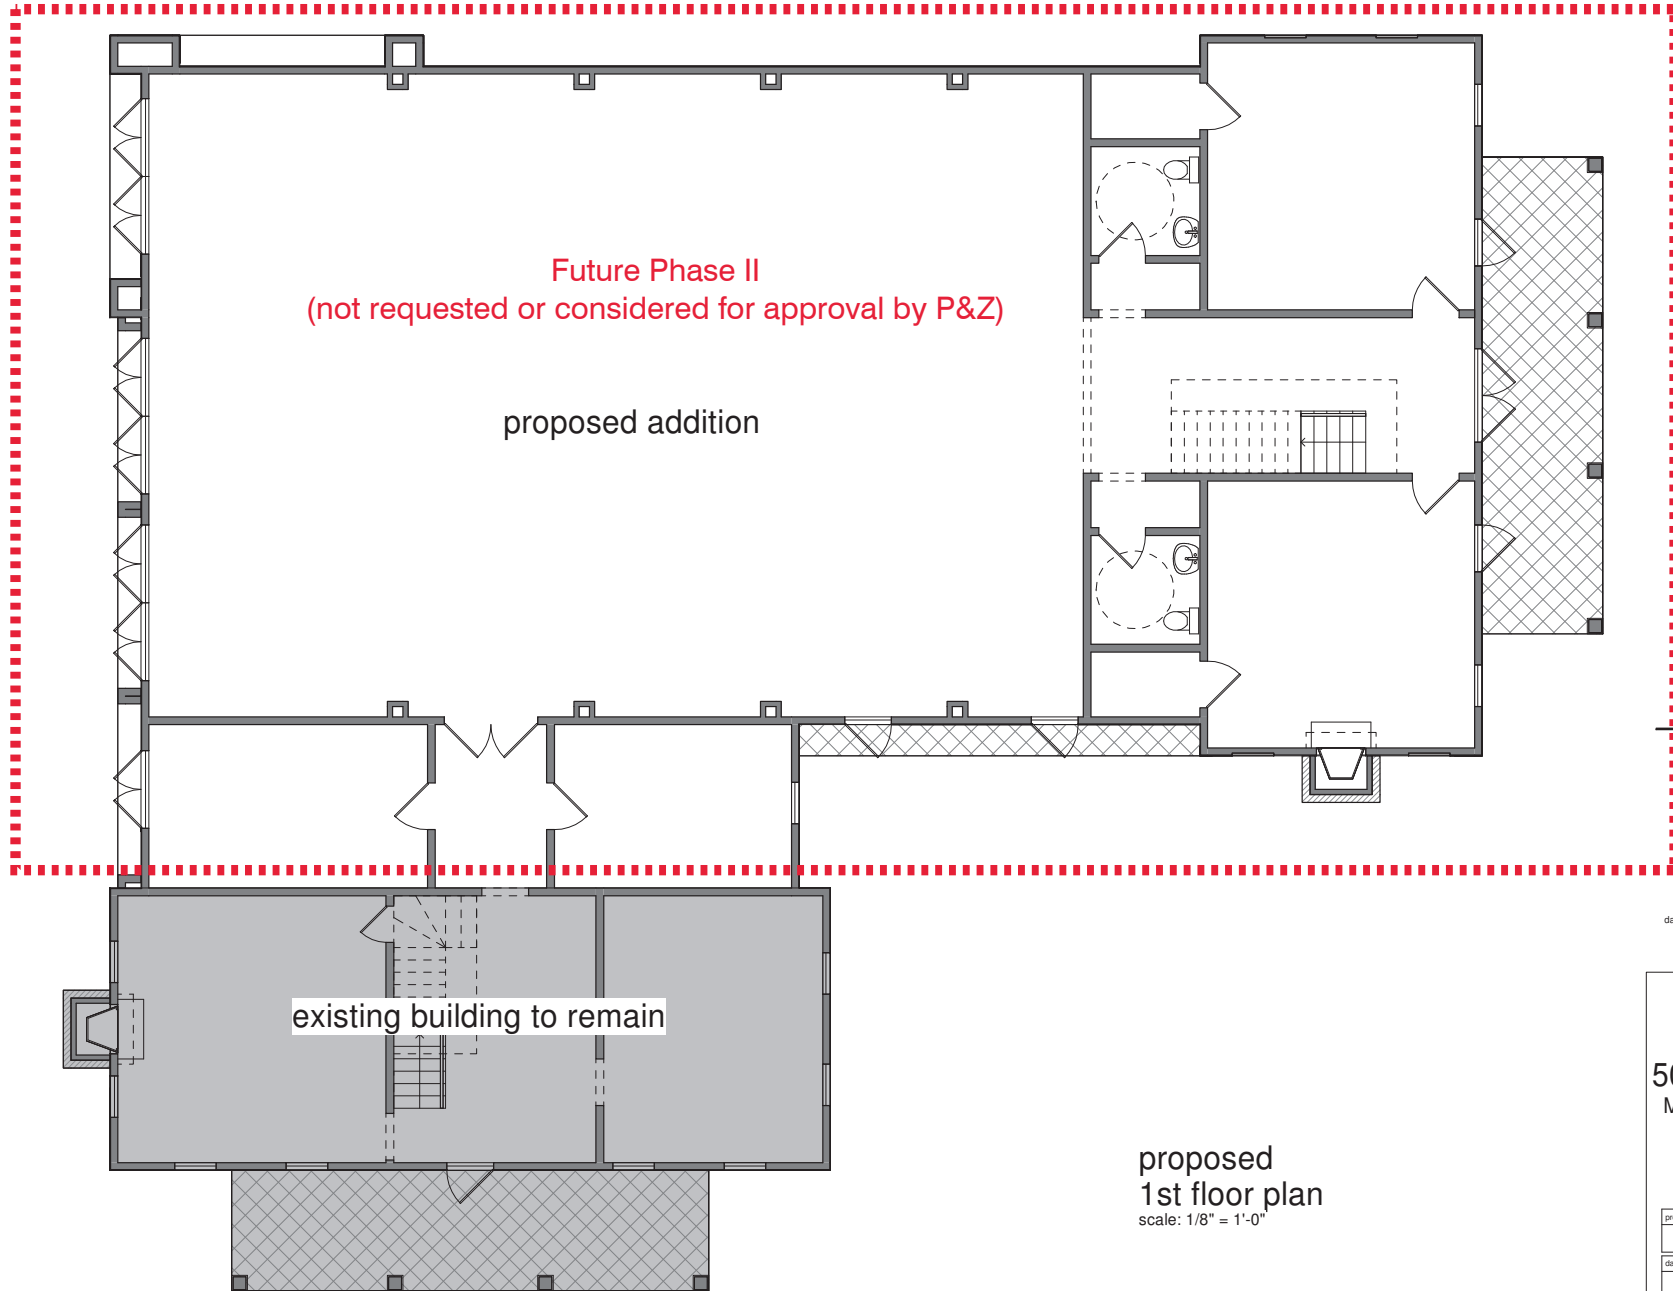 Future Phase II
(not requested or considered for approval by P&Z)
proposed addition
existing building to remain
proposed
1st floor plan
scale: 1/8" = 1'-0"